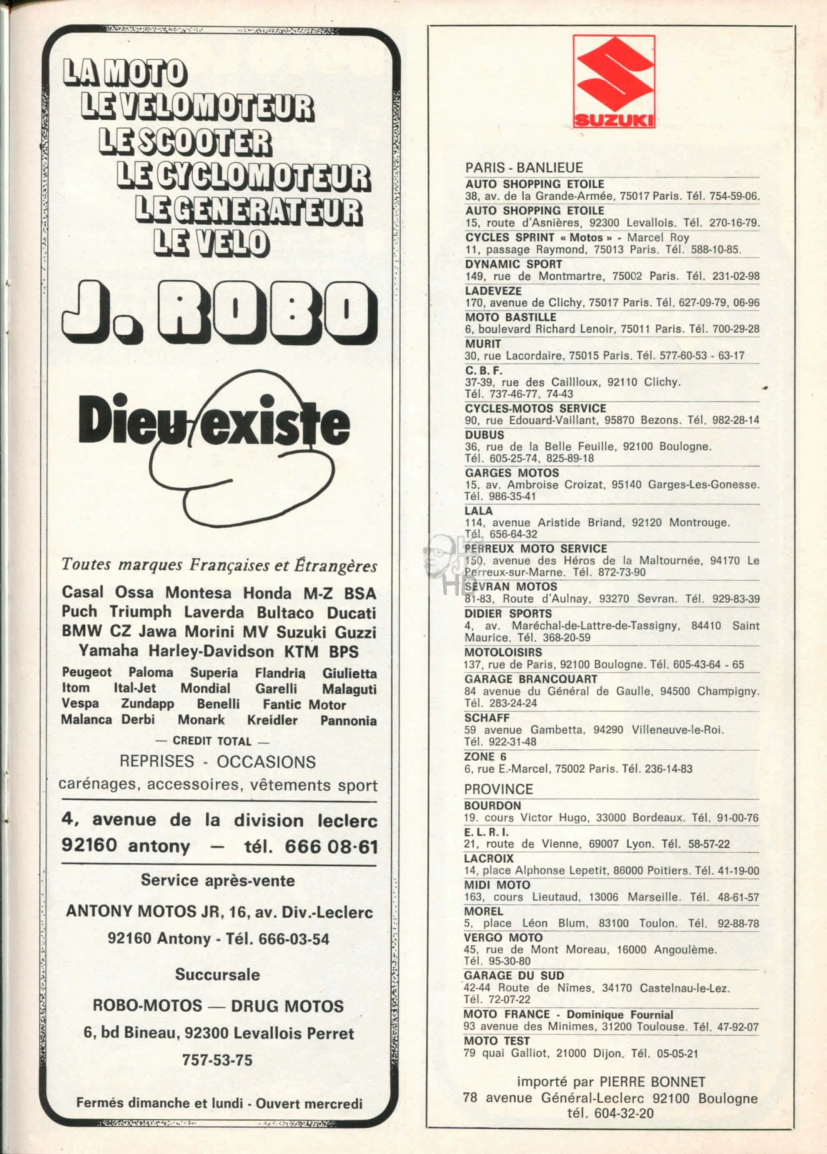 LA MOTO
LE VELOMOTEUR
LE SCOOTER
LE CYCLOMOTEUR
LE GENERATEUR
LE VELO
J. ROBO
Dieu existe
Toutes marques Françaises et Étrangères
Casal Ossa Montesa Honda M-Z BSA
Puch Triumph Laverda Bultaco Ducati
BMW CZ Jawa Morini MV Suzuki Guzzi
Yamaha Harley-Davidson KTM BPS
Peugeot Paloma Superia Flandria Giulietta
Itom Ital-Jet Mondial Garelli Malaguti
Vespa Zundapp Benelli Fantic Motor
Malanca Derbi Monark Kreidler Pannonia
— CREDIT TOTAL —
REPRISES - OCCASIONS
carénages, accessoires, vêtements sport
4, avenue de la division leclerc
92160 antony — tél. 666 08·61
Service après-vente
ANTONY MOTOS JR, 16, av. Div.-Leclerc
92160 Antony - Tél. 666-03-54
Succursale
ROBO-MOTOS — DRUG MOTOS
6, bd Bineau, 92300 Levallois Perret
757-53-75
Fermés dimanche et lundi - Ouvert mercredi
SUZUKI
PARIS - BANLIEUE
AUTO SHOPPING ETOILE
38, av. de la Grande-Armée, 75017 Paris. Tél. 754-59-06.
AUTO SHOPPING ETOILE
15, route d'Asnières, 92300 Levallois. Tél. 270-16-79.
CYCLES SPRINT « Motos » - Marcel Roy
11, passage Raymond, 75013 Paris. Tél. 588-10-85.
DYNAMIC SPORT
149, rue de Montmartre, 75002 Paris. Tél. 231-02-98
LADEVEZE
170, avenue de Clichy, 75017 Paris. Tél. 627-09-79, 06-96
MOTO BASTILLE
6, boulevard Richard Lenoir, 75011 Paris. Tél. 700-29-28
MURIT
30, rue Lacordaire, 75015 Paris. Tél. 577-60-53 - 63-17
C. B. F.
37-39, rue des Caillloux, 92110 Clichy.
Tél. 737-46-77, 74-43
CYCLES-MOTOS SERVICE
90, rue Edouard-Vaillant, 95870 Bezons. Tél. 982-28-14
DUBUS
36, rue de la Belle Feuille, 92100 Boulogne.
Tél. 605-25-74, 825-89-18
GARGES MOTOS
15, av. Ambroise Croizat, 95140 Garges-Les-Gonesse.
Tél. 986-35-41
LALA
114, avenue Aristide Briand, 92120 Montrouge.
Tél. 656-64-32
PERREUX MOTO SERVICE
150, avenue des Héros de la Maltournée, 94170 Le
Perreux-sur-Marne. Tél. 872-73-90
SEVRAN MOTOS
81-83, Route d'Aulnay, 93270 Sevran. Tél. 929-83-39
DIDIER SPORTS
4, av. Maréchal-de-Lattre-de-Tassigny, 84410 Saint
Maurice. Tél. 368-20-59
MOTOLOISIRS
137, rue de Paris, 92100 Boulogne. Tél. 605-43-64 - 65
GARAGE BRANCQUART
84 avenue du Général de Gaulle, 94500 Champigny.
Tél. 283-24-24
SCHAFF
59 avenue Gambetta, 94290 Villeneuve-le-Roi.
Tél. 922-31-48
ZONE 6
6, rue E.-Marcel, 75002 Paris. Tél. 236-14-83
PROVINCE
BOURDON
19. cours Victor Hugo, 33000 Bordeaux. Tél. 91-00-76
E. L. R. I.
21, route de Vienne, 69007 Lyon. Tél. 58-57-22
LACROIX
14, place Alphonse Lepetit, 86000 Poitiers. Tél. 41-19-00
MIDI MOTO
163, cours Lieutaud, 13006 Marseille. Tél. 48-61-57
MOREL
5, place Léon Blum, 83100 Toulon. Tél. 92-88-78
VERGO MOTO
45, rue de Mont Moreau, 16000 Angoulème.
Tél. 95-30-80
GARAGE DU SUD
42-44 Route de Nîmes, 34170 Castelnau-le-Lez.
Tél. 72-07-22
MOTO FRANCE - Dominique Fournial
93 avenue des Minimes, 31200 Toulouse. Tél. 47-92-07
MOTO TEST
79 quai Galliot, 21000 Dijon. Tél. 05-05-21
importé par PIERRE BONNET
78 avenue Général-Leclerc 92100 Boulogne
tél. 604-32-20